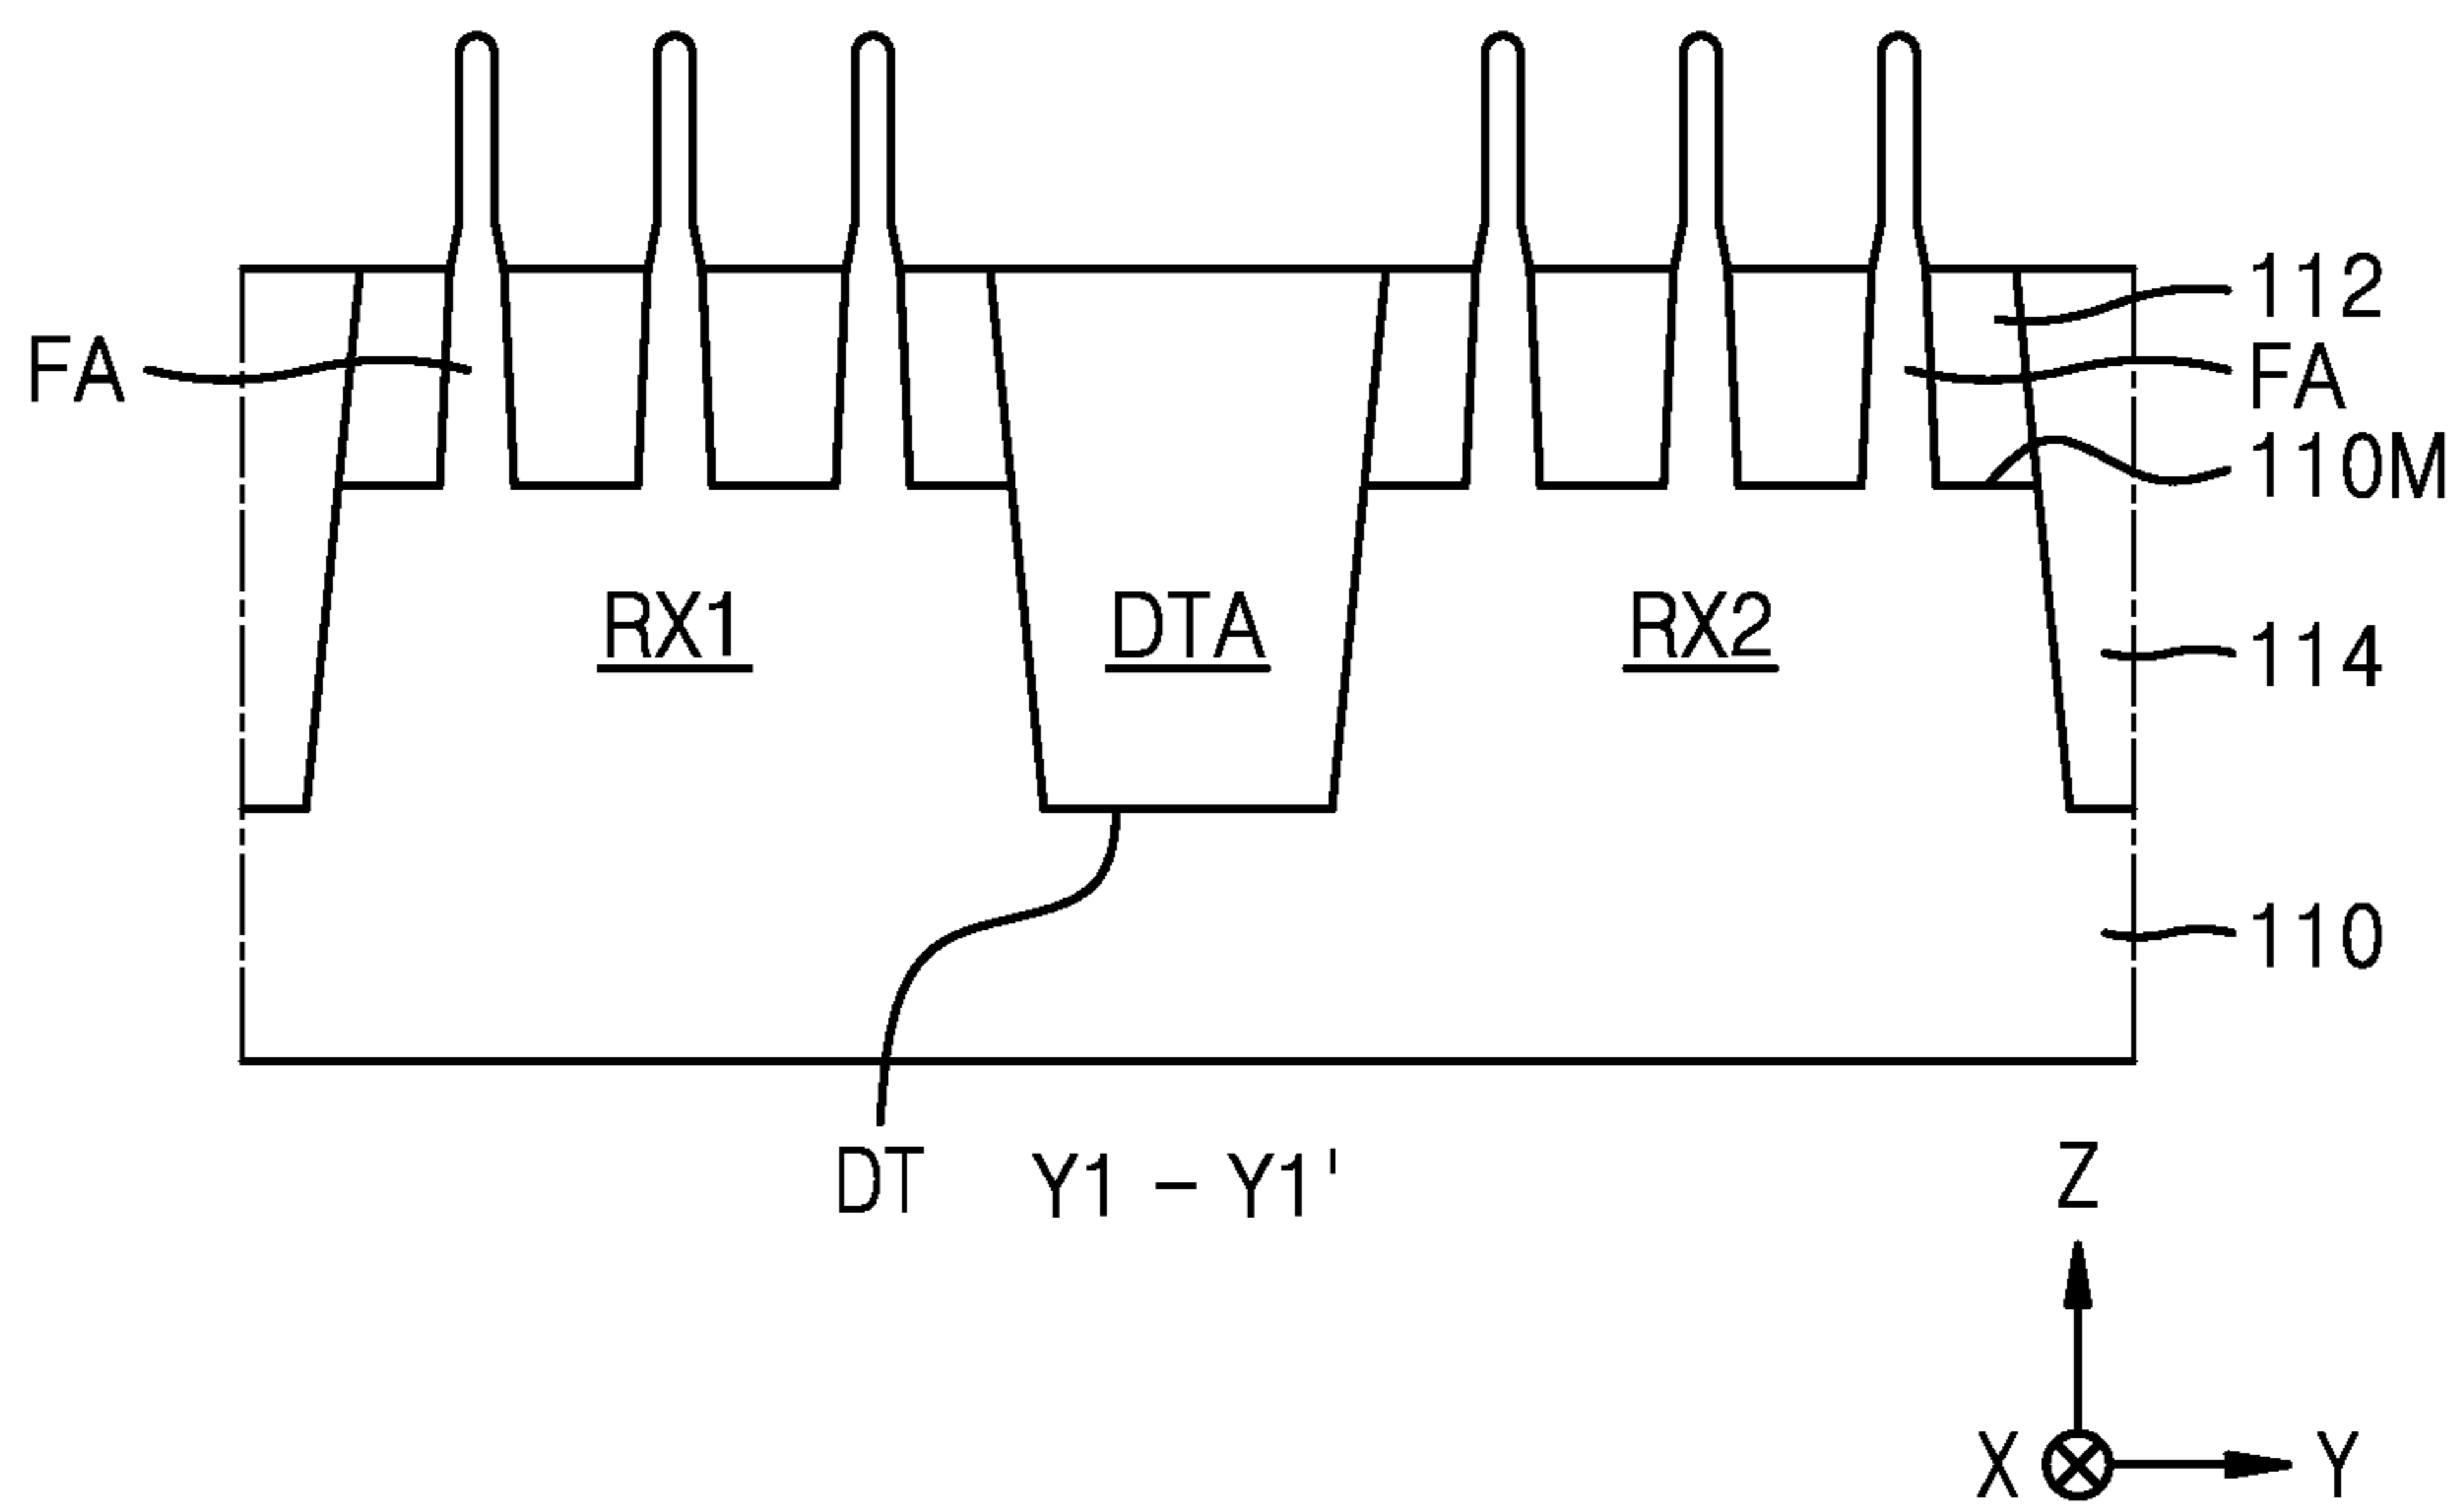 112
FA
FA
110M
RX1 DTA RX2
114
110
DT Y1 - Y1'
Z
X Y